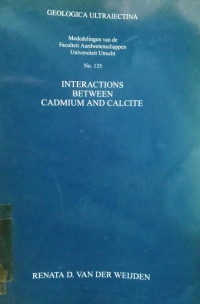 GEOLOGICA ULTRAIECTINA
Mededelingen van de
Faculteit Aardwetenschappen
Universiteit Utrecht
No. 135
INTERACTIONS
BETWEEN
CADMIUM AND CALCITE
RENATA D. VAN DER WEIJDEN